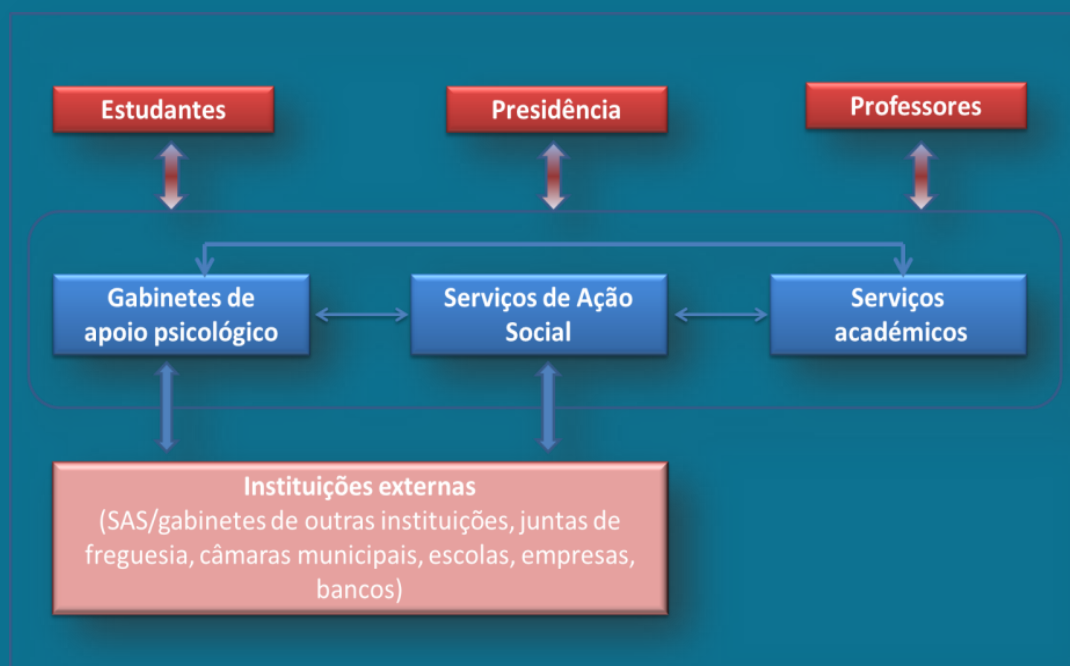 Estudantes
Presidência
Professores
Gabinetes de
apoio psicológico
Serviços de Ação
Social
Serviços
académicos
Instituições externas
(SAS/gabinetes de outras instituições, juntas de
freguesia, câmaras municipais, escolas, empresas,
bancos)